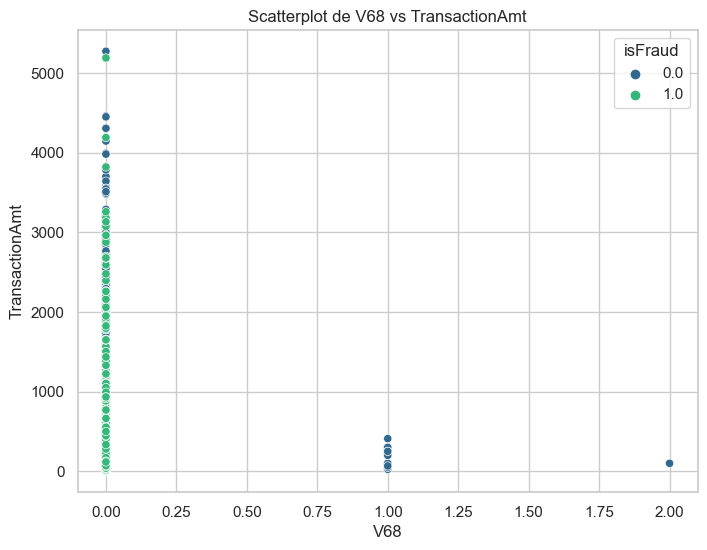 Scatterplot de V68 vs TransactionAmt
isFraud
0.0
1.0
TransactionAmt
5000
4000
3000
2000
1000
0
0.00 0.25 0.50 0.75 1.00 1.25 1.50 1.75 2.00
V68